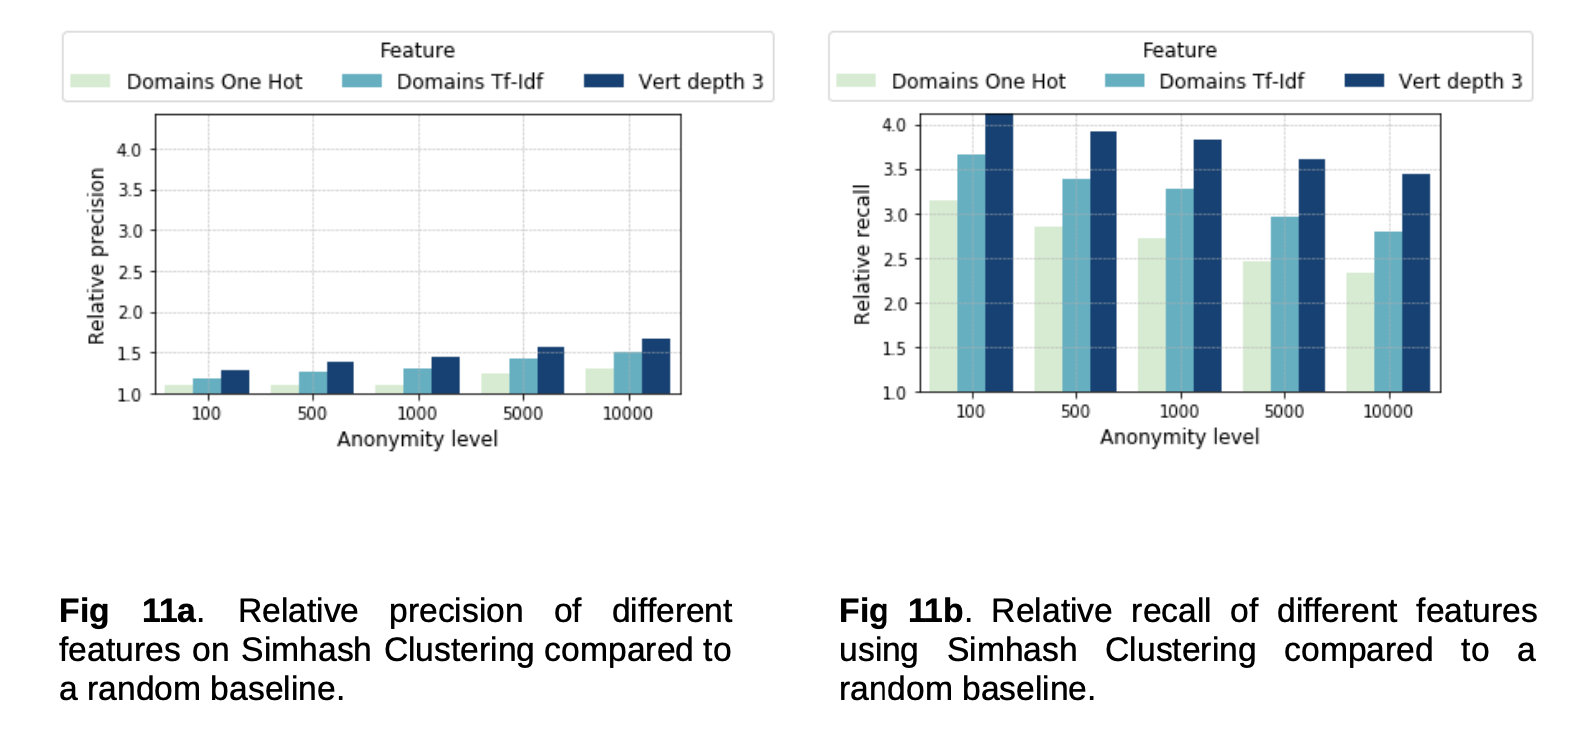 Feature
Domains One Hot Domains Tf-Idf Vert depth 3
4.0
3.5
3.0
2.5
2.0
1.5
1.0
Relative precision
100 500 1000 5000 10000
Anonymity level
Fig 11a. Relative precision of different
features on Simhash Clustering compared to
a random baseline.
Feature
Domains One Hot Domains Tf-Idf Vert depth 3
4.0
3.5
3.0
2.5
2.0
1.5
1.0
Relative recall
100 500 1000 5000 10000
Anonymity level
Fig 11b. Relative recall of different features
using Simhash Clustering compared to a
random baseline.